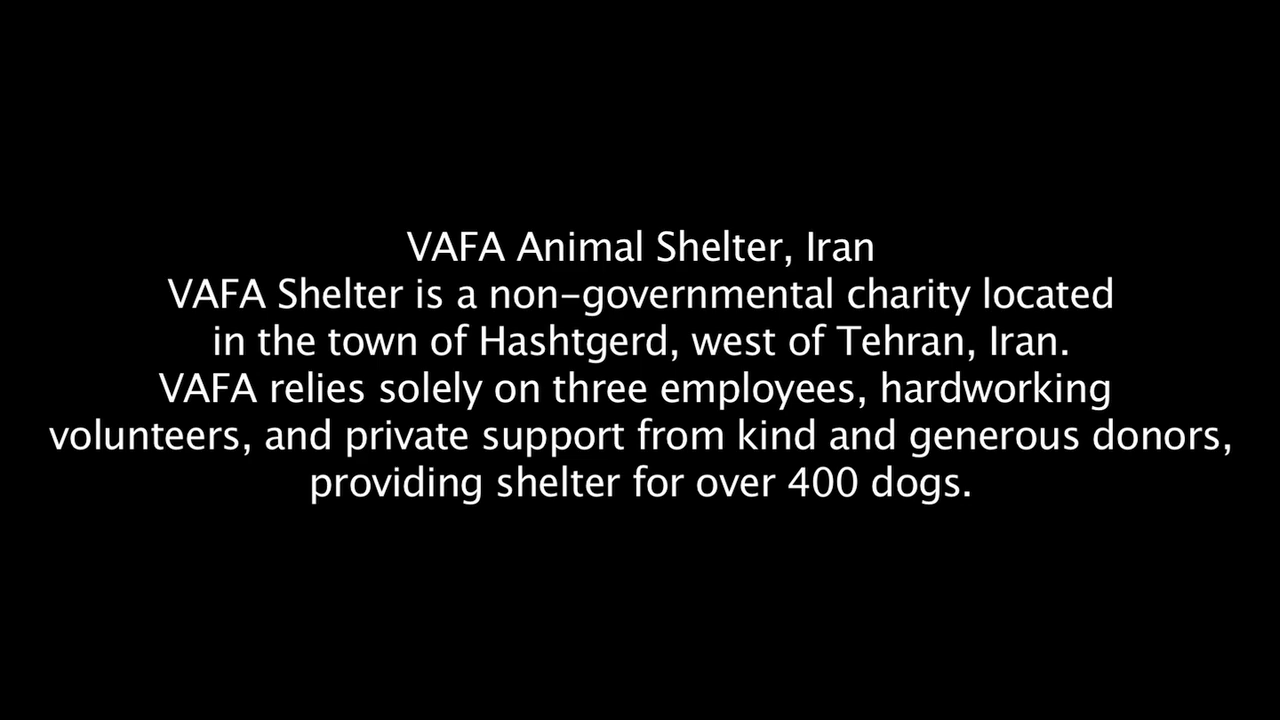 VAFA Animal Shelter, Iran
VAFA Shelter is a non-governmental charity located
in the town of Hashtgerd, west of Tehran, Iran.
VAFA relies solely on three employees, hardworking
volunteers, and private support from kind and generous donors,
providing shelter for over 400 dogs.